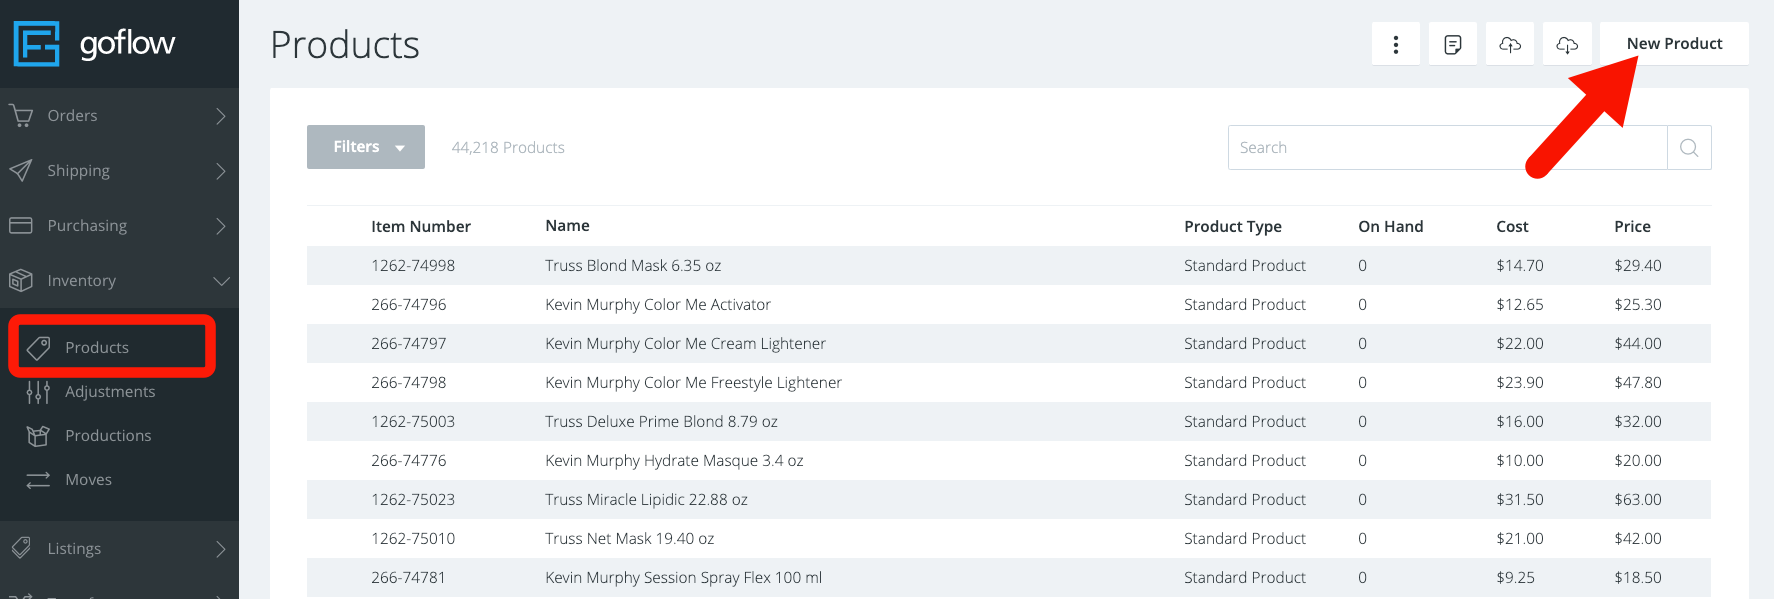 goflow
Orders
Shipping
Purchasing
Inventory
Products
Adjustments
Productions
Moves
Listings
Products
New Product
Filters
44,218 Products
Search
Item Number Name Product Type On Hand Cost Price
1262-74998 Truss Blond Mask 6.35 oz Standard Product 0 $14.70 $29.40
266-74796 Kevin Murphy Color Me Activator Standard Product 0 $12.65 $25.30
266-74797 Kevin Murphy Color Me Cream Lightener Standard Product 0 $22.00 $44.00
266-74798 Kevin Murphy Color Me Freestyle Lightener Standard Product 0 $23.90 $47.80
1262-75003 Truss Deluxe Prime Blond 8.79 oz Standard Product 0 $16.00 $32.00
266-74776 Kevin Murphy Hydrate Masque 3.4 oz Standard Product 0 $10.00 $20.00
1262-75023 Truss Miracle Lipidic 22.88 oz Standard Product 0 $31.50 $63.00
1262-75010 Truss Net Mask 19.40 oz Standard Product 0 $21.00 $42.00
266-74781 Kevin Murphy Session Spray Flex 100 ml Standard Product 0 $9.25 $18.50